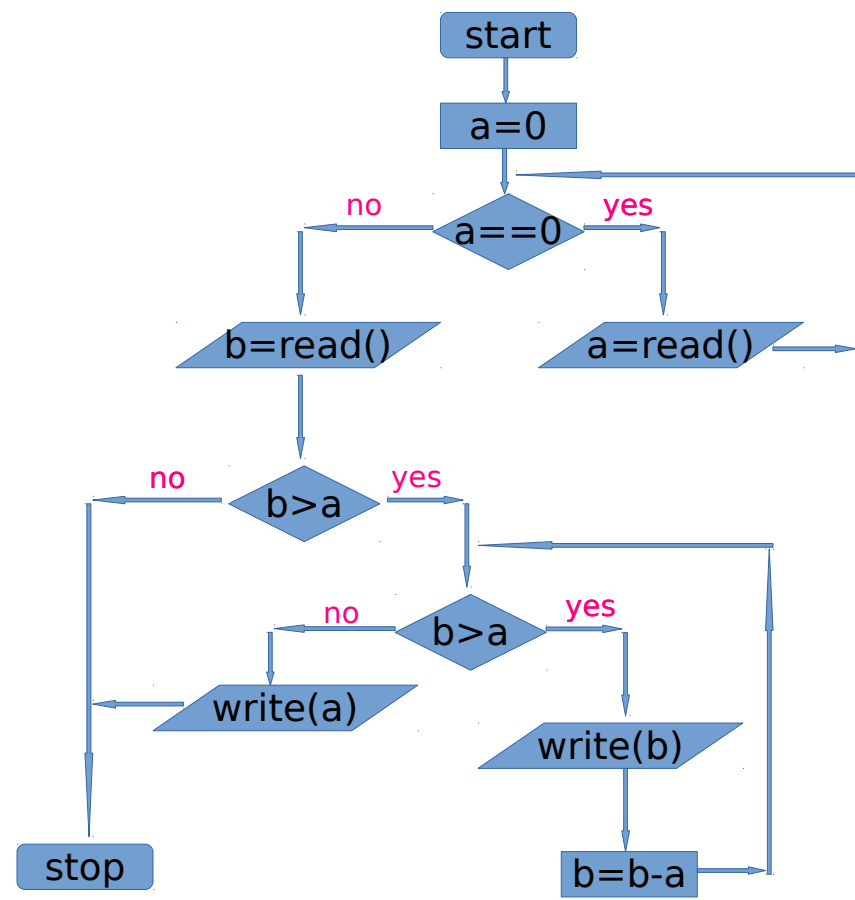 start
a=0
no
yes
a==0
b=read()
a=read()
no
yes
b>a
no
yes
b>a
write(a)
write(b)
stop
b=b-a